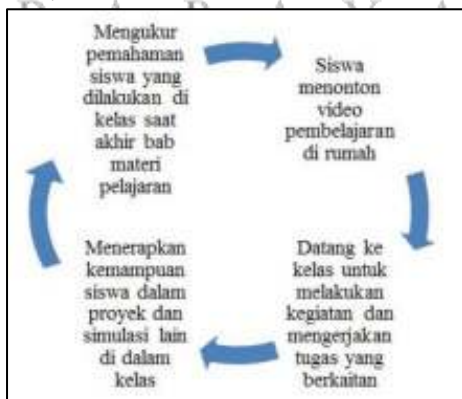 Mengukur
pemahaman
siswa yang
dilakukan di
kelas saat
akhir bab
materi
pelajaran
Siswa
menonton
video
pembelajaran
di rumah
Datang ke
kelas untuk
melakukan
kegiatan dan
mengerjakan
tugas yang
berkaitan
Menerapkan
kemampuan
siswa dalam
proyek dan
simulasi lain
di dalam
kelas